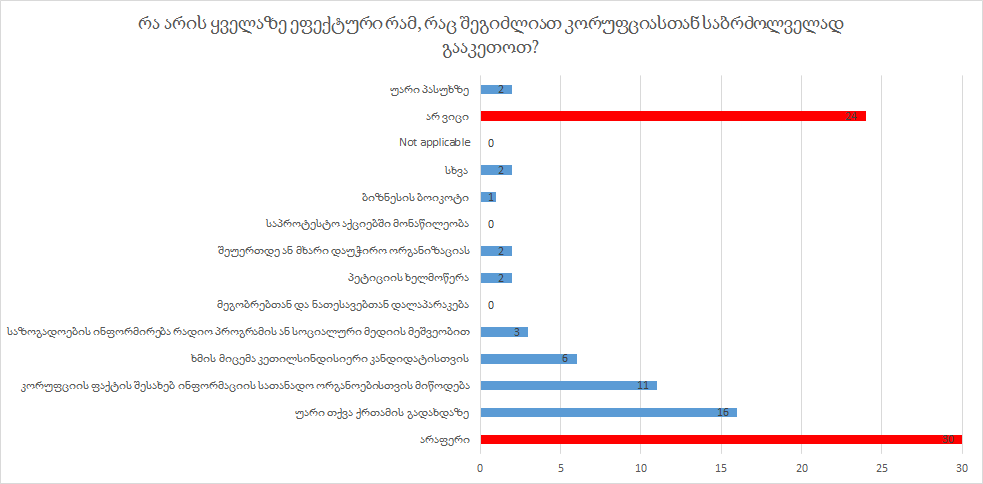 რა არის ყველაზე ეფექტური რამ, რაც შეგიძლიათ კორუფციასთან საბრძოლველად
გააკეთოთ?
უარი პასუხზე 2
არ ვიცი 24
Not applicable 0
სხვა 2
ბიზნესის ბოიკოტი 1
საპროტესტო აქციებში მონაწილეობა 0
შეუერთდე ან მხარი დაუჭირო ორგანიზაციას 2
პეტიციის ხელმოწერა 2
მეგობრებთან და ნათესავებთან დალაპარაკება 0
საზოგადოების ინფორმირება რადიო პროგრამის ან სოციალური მედიის მეშვეობით 3
ხმის მიცემა კეთილსინდისიერი კანდიდატისთვის 6
კორუფციის ფაქტის შესახებ ინფორმაციის სათანადო ორგანოებისთვის მიწოდება 11
უარი თქვა ქრთამის გადახდაზე 16
არაფერი 30
0 5 10 15 20 25 30